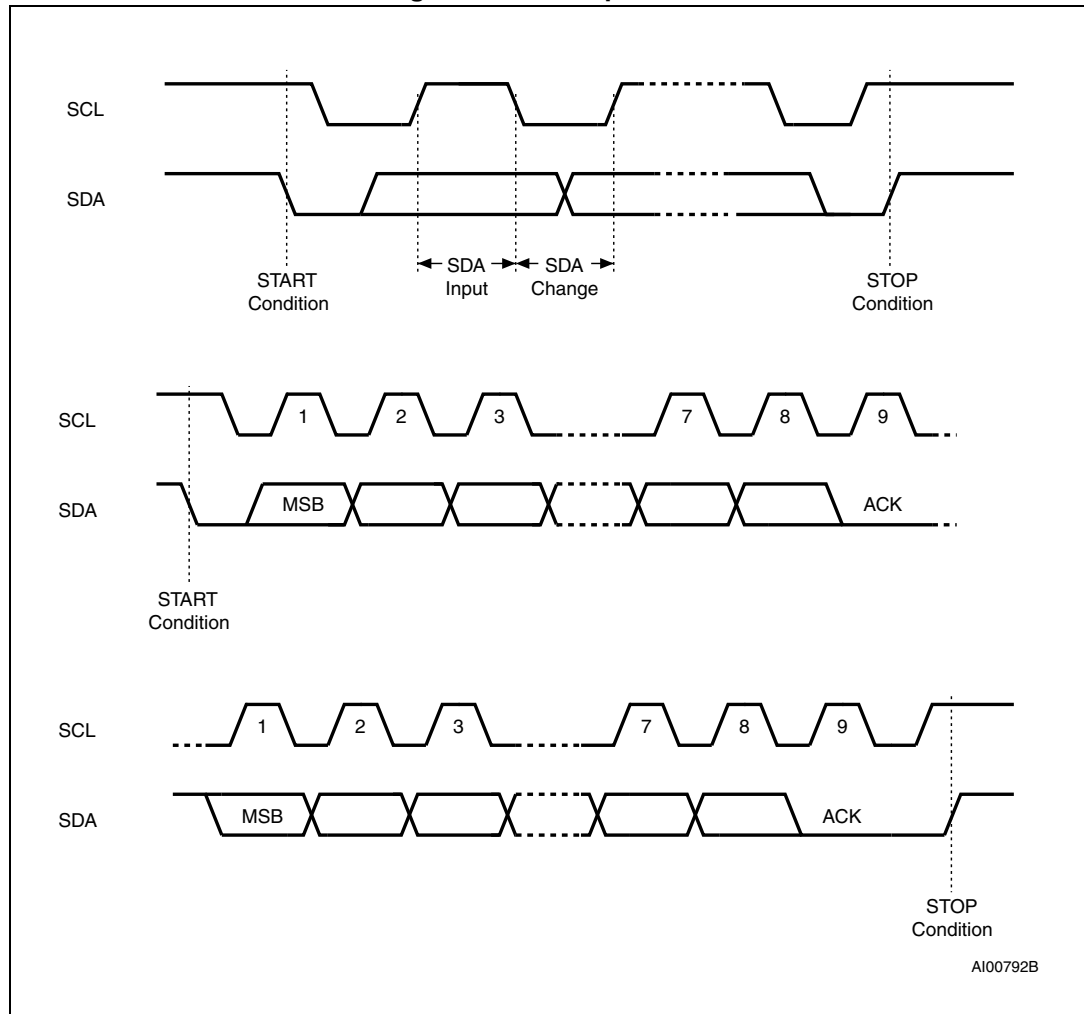 SCL
SDA
SDA
Input
SDA
Change
START
Condition
STOP
Condition
SCL
1 2 3 7 8 9
SDA
MSB ACK
START
Condition
SCL
1 2 3 7 8 9
SDA
MSB ACK
STOP
Condition
AI00792B